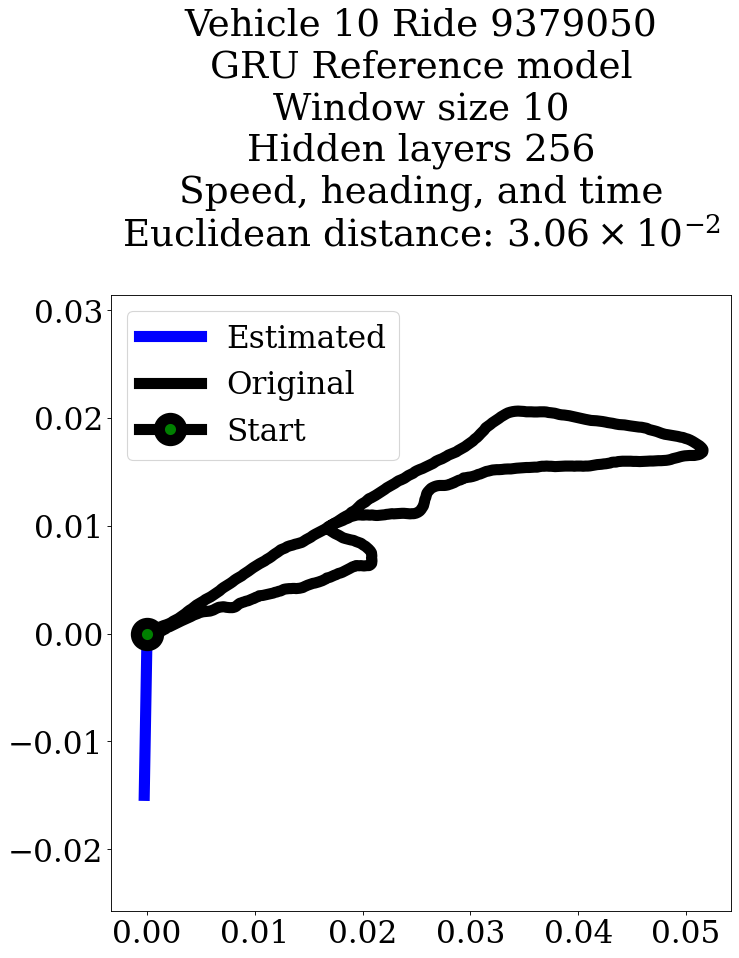 Vehicle 10 Ride 9379050
GRU Reference model
Window size 10
Hidden layers 256
Speed, heading, and time
Euclidean distance: 3.06 × 10⁻²
Estimated
Original
Start
0.03
0.02
0.01
0.00
−0.01
−0.02
0.00 0.01 0.02 0.03 0.04 0.05